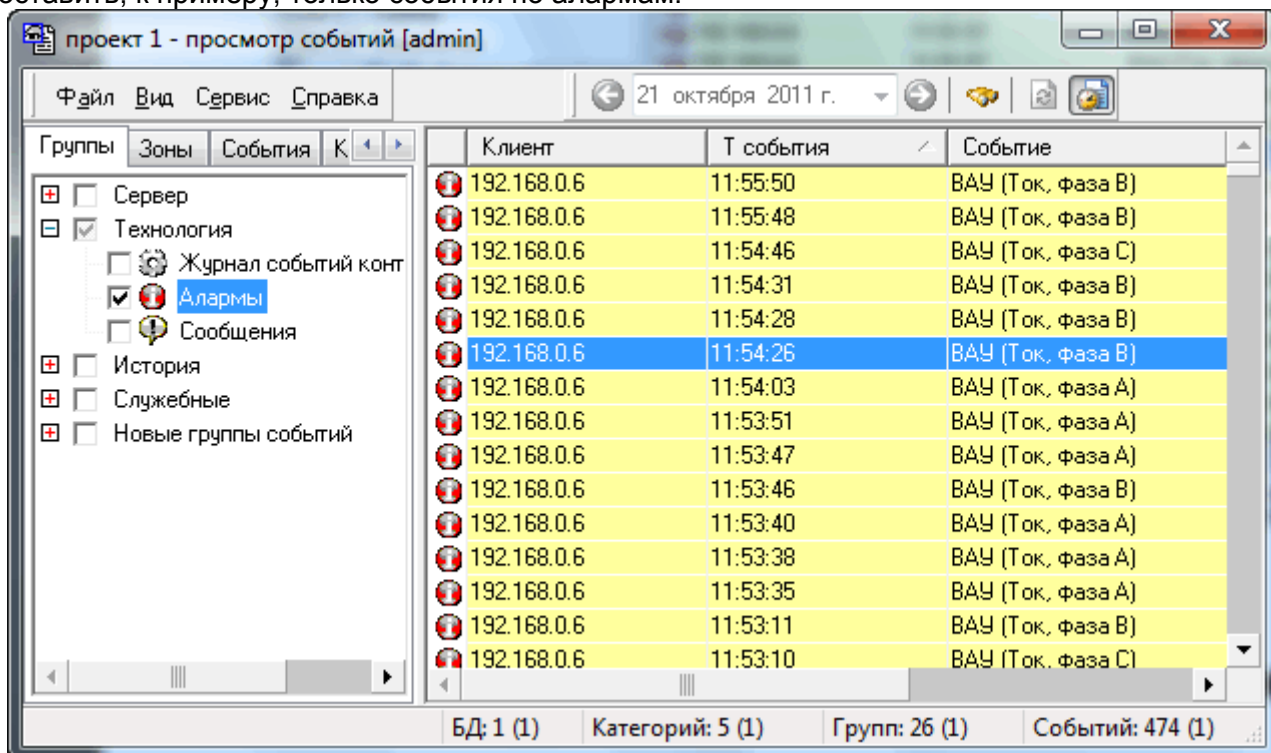 оставить, к примеру, только события по алармам.
проект 1 - просмотр событий [admin]
Файл Вид Сервис Справка
21 октября 2011 г.
Группы Зоны События К
Клиент Т события Событие
Сервер
Технология
Журнал событий конт
Алармы
Сообщения
История
Служебные
Новые группы событий
192.168.0.6 11:55:50 ВАУ (Ток, фаза B)
192.168.0.6 11:55:48 ВАУ (Ток, фаза B)
192.168.0.6 11:54:46 ВАУ (Ток, фаза C)
192.168.0.6 11:54:31 ВАУ (Ток, фаза B)
192.168.0.6 11:54:28 ВАУ (Ток, фаза B)
192.168.0.6 11:54:26 ВАУ (Ток, фаза B)
192.168.0.6 11:54:03 ВАУ (Ток, фаза A)
192.168.0.6 11:53:51 ВАУ (Ток, фаза A)
192.168.0.6 11:53:47 ВАУ (Ток, фаза A)
192.168.0.6 11:53:46 ВАУ (Ток, фаза B)
192.168.0.6 11:53:40 ВАУ (Ток, фаза A)
192.168.0.6 11:53:38 ВАУ (Ток, фаза A)
192.168.0.6 11:53:35 ВАУ (Ток, фаза A)
192.168.0.6 11:53:11 ВАУ (Ток, фаза B)
192.168.0.6 11:53:10 ВАУ (Ток, фаза C)
БД: 1 (1) Категорий: 5 (1) Групп: 26 (1) Событий: 474 (1)